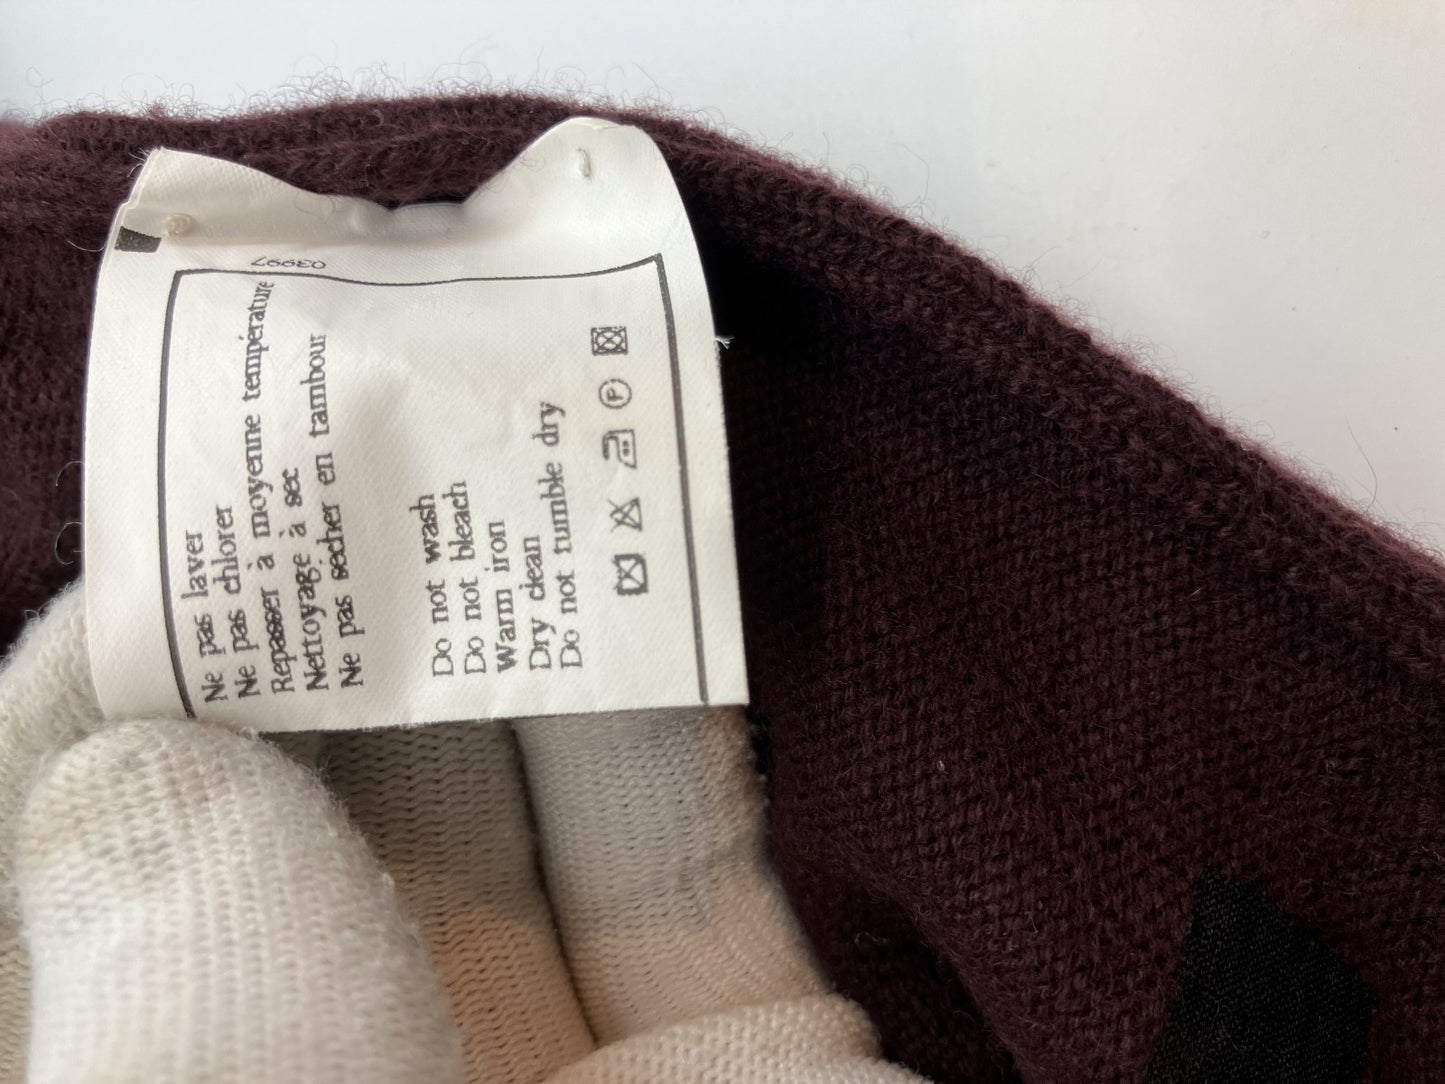 Ne pas laver
Ne pas chlorer
Repasser à moyenne température
Nettoyage à sec
Ne pas secher en tambour
Do not wash
Do not bleach
Warm iron
Dry clean
Do not tumble dry
P
03997